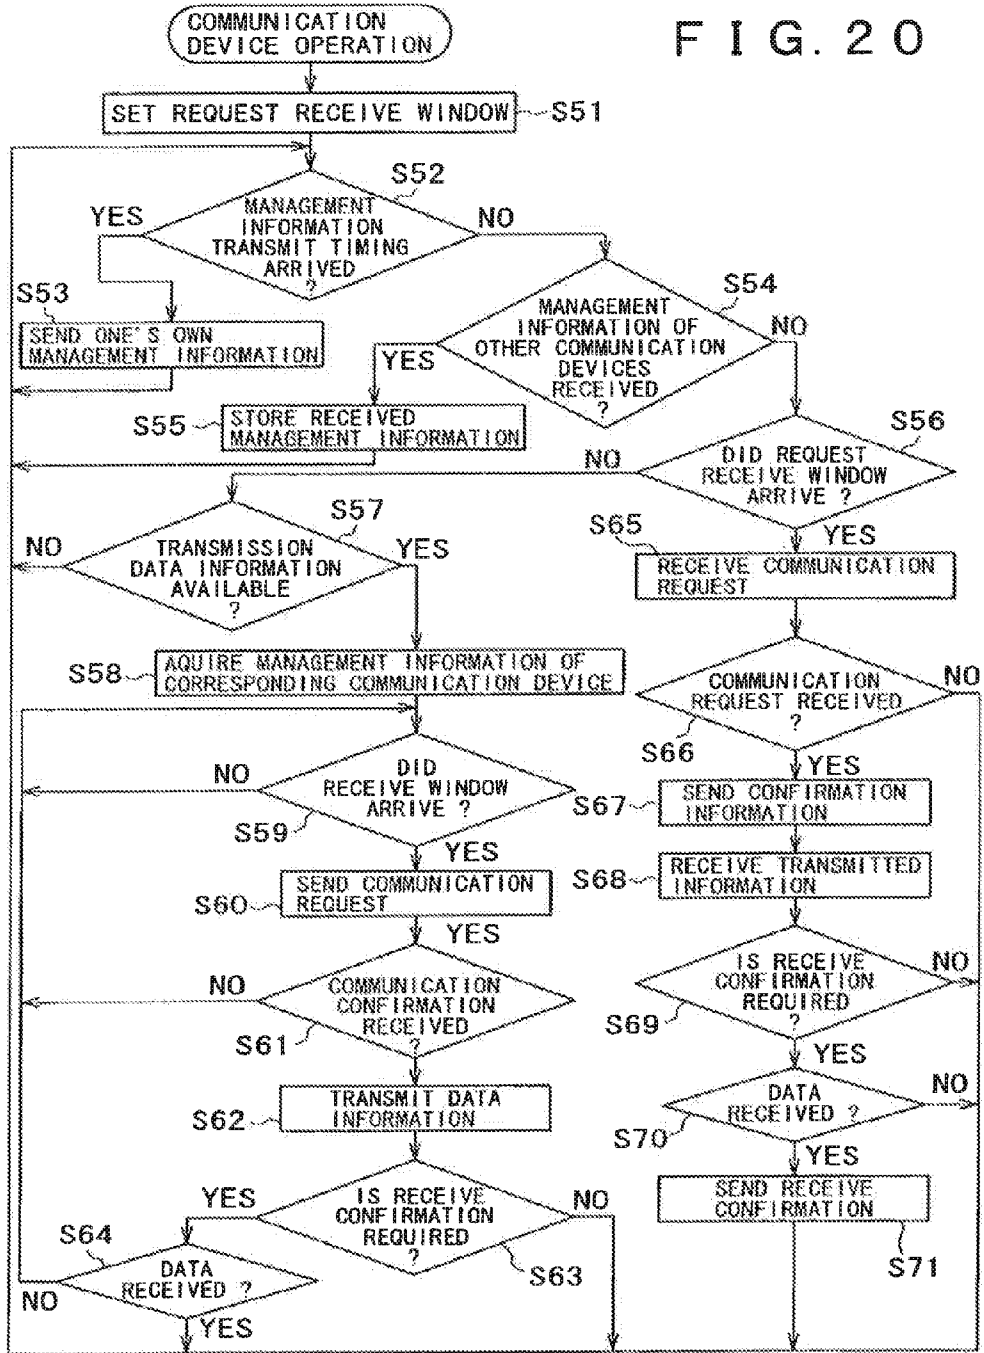 FIG. 20
COMMUNICATION
DEVICE OPERATION
SET REQUEST RECEIVE WINDOW
S51
S52
YES
MANAGEMENT
INFORMATION
TRANSMIT TIMING
ARRIVED
?
NO
S53
SEND ONE'S OWN
MANAGEMENT INFORMATION
S54
MANAGEMENT
INFORMATION OF
OTHER COMMUNICATION
DEVICES
RECEIVED
?
YES
NO
S55
STORE RECEIVED
MANAGEMENT INFORMATION
S56
DID REQUEST
RECEIVE WINDOW
ARRIVE ?
NO
YES
S57
TRANSMISSION
DATA INFORMATION
AVAILABLE
?
NO
YES
S65
RECEIVE COMMUNICATION
REQUEST
S58
AQUIRE MANAGEMENT INFORMATION OF
CORRESPONDING COMMUNICATION DEVICE
COMMUNICATION
REQUEST RECEIVED
?
NO
S66
YES
DID
RECEIVE WINDOW
ARRIVE ?
NO
S59
YES
S67
SEND CONFIRMATION
INFORMATION
S60
SEND COMMUNICATION
REQUEST
YES
S68
RECEIVE TRANSMITTED
INFORMATION
COMMUNICATION
CONFIRMATION
RECEIVED
?
NO
S61
IS RECEIVE
CONFIRMATION
REQUIRED
?
NO
S69
YES
S62
TRANSMIT DATA
INFORMATION
DATA
RECEIVED ?
NO
S70
YES
IS RECEIVE
CONFIRMATION
REQUIRED
?
YES
NO
S63
SEND RECEIVE
CONFIRMATION
S71
S64
DATA
RECEIVED ?
NO
YES